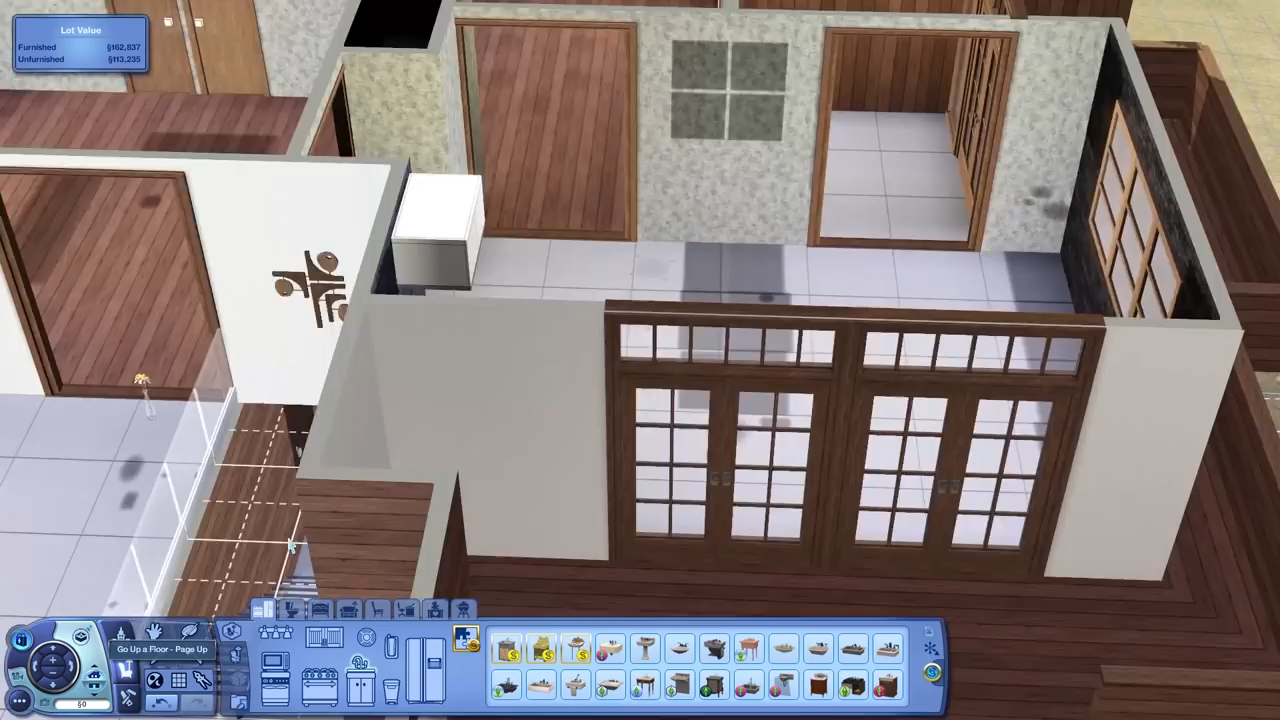 Lot Value
Furnished §162,837
Unfurnished §113,235
Go Up a Floor - Page Up
§0